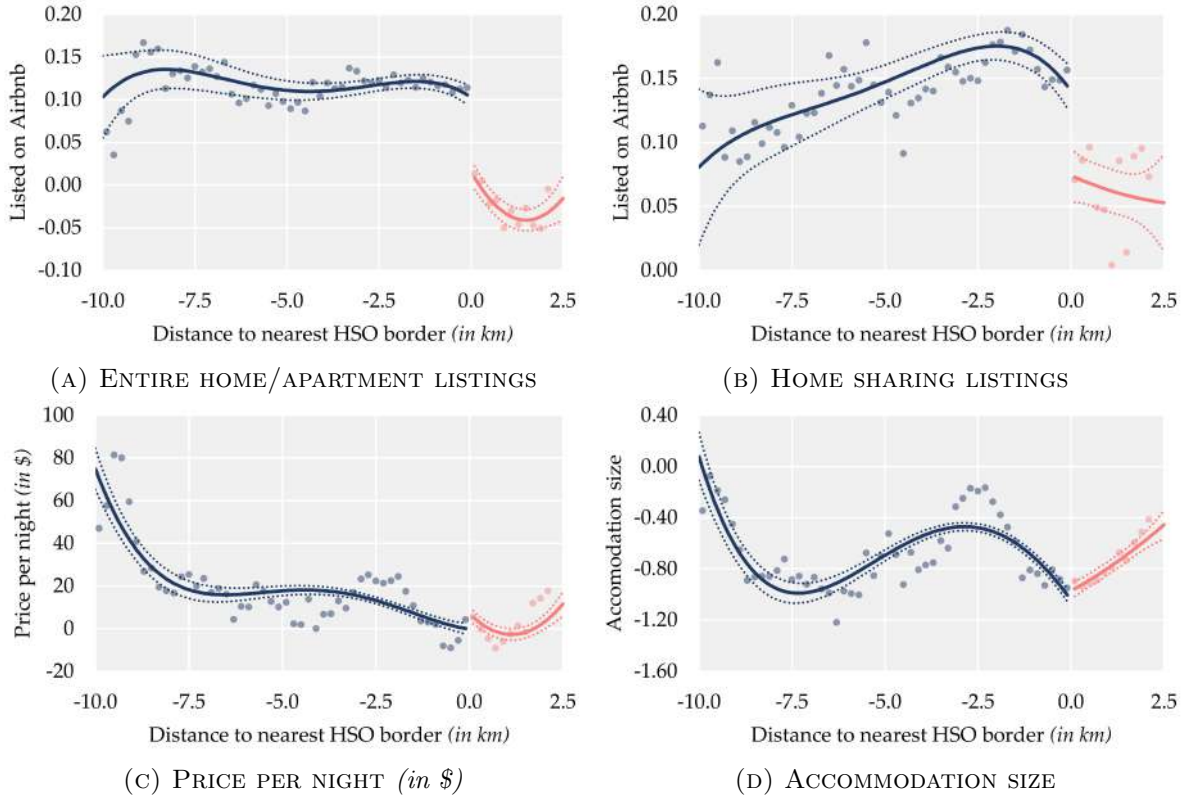 0.20
0.15
0.10
0.05
0.00
-0.05
-0.10
Listed on Airbnb
-10.0 -7.5 -5.0 -2.5 0.0 2.5
Distance to nearest HSO border (in km)
(A) ENTIRE HOME/APARTMENT LISTINGS
0.20
0.15
0.10
0.05
0.00
Listed on Airbnb
-10.0 -7.5 -5.0 -2.5 0.0 2.5
Distance to nearest HSO border (in km)
(B) HOME SHARING LISTINGS
100
80
60
40
20
0
-20
Price per night (in $)
-10.0 -7.5 -5.0 -2.5 0.0 2.5
Distance to nearest HSO border (in km)
(C) PRICE PER NIGHT (in $)
0.40
0.00
-0.40
-0.80
-1.20
-1.60
Accomodation size
-10.0 -7.5 -5.0 -2.5 0.0 2.5
Distance to nearest HSO border (in km)
(D) ACCOMMODATION SIZE